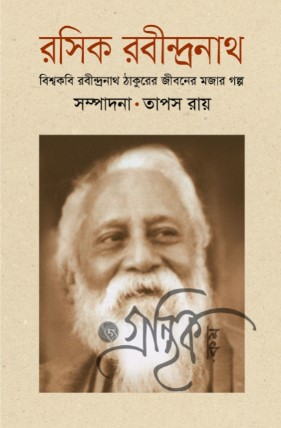 রসিক রবীন্দ্রনাথ
বিশ্বকবি রবীন্দ্রনাথ ঠাকুরের জীবনের মজার গল্প
সম্পাদনা · তাপস রায়
গ্রন্থিক